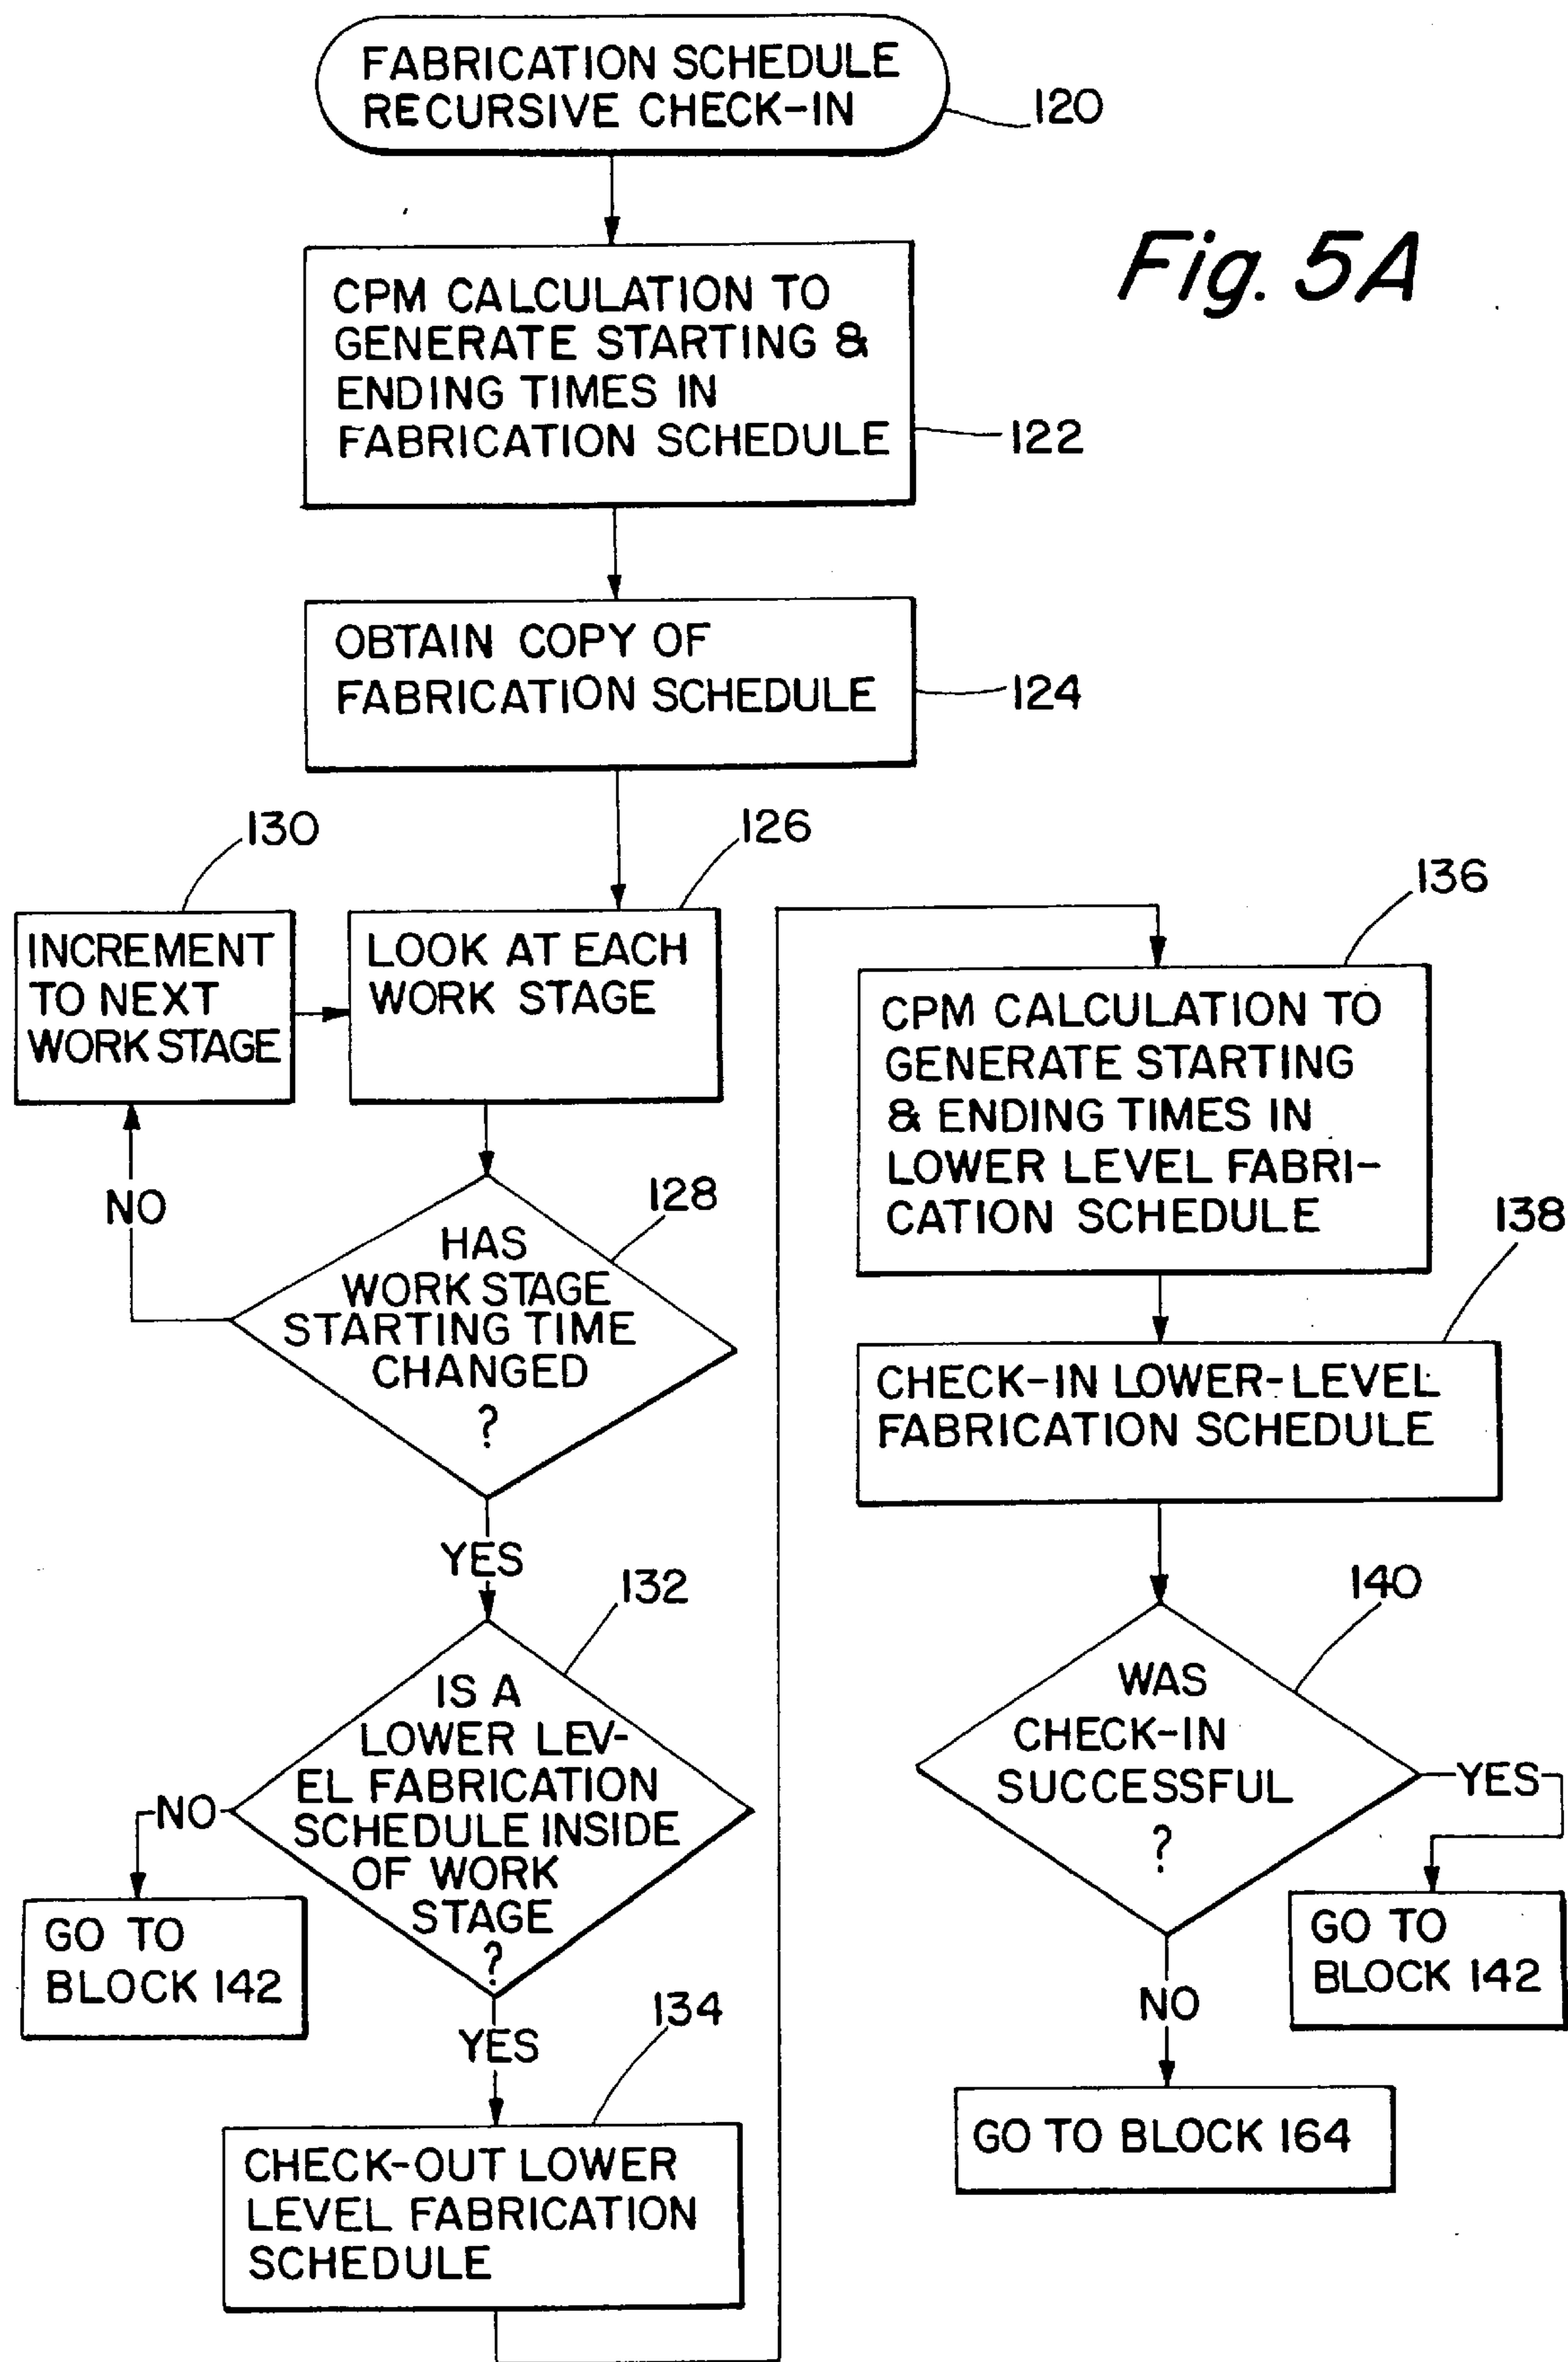 FABRICATION SCHEDULE
RECURSIVE CHECK-IN
120
Fig. 5A
CPM CALCULATION TO
GENERATE STARTING &
ENDING TIMES IN
FABRICATION SCHEDULE
122
OBTAIN COPY OF
FABRICATION SCHEDULE
124
130
126
INCREMENT
TO NEXT
WORK STAGE
LOOK AT EACH
WORK STAGE
NO
128
HAS
WORK STAGE
STARTING TIME
CHANGED
?
YES
132
IS A
LOWER LEV-
EL FABRICATION
SCHEDULE INSIDE
OF WORK
STAGE
?
NO
GO TO
BLOCK 142
YES
134
CHECK-OUT LOWER
LEVEL FABRICATION
SCHEDULE
136
CPM CALCULATION TO
GENERATE STARTING
& ENDING TIMES IN
LOWER LEVEL FABRI-
CATION SCHEDULE
138
CHECK-IN LOWER-LEVEL
FABRICATION SCHEDULE
140
WAS
CHECK-IN
SUCCESSFUL
?
YES
GO TO
BLOCK 142
NO
GO TO BLOCK 164